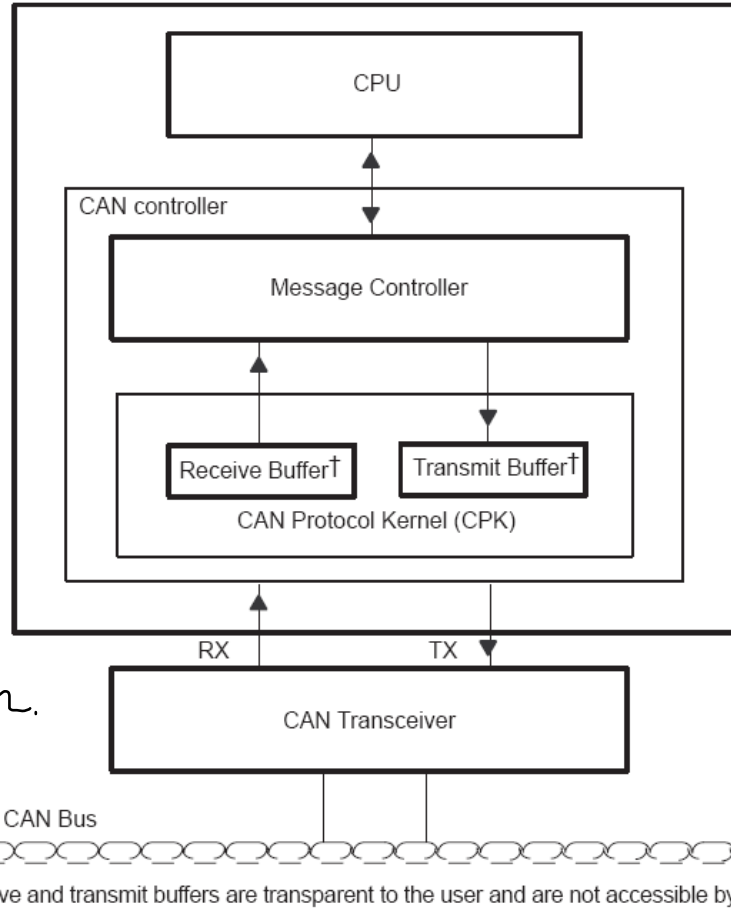 CPU
CAN controller
Message Controller
Receive Buffer†
Transmit Buffer†
CAN Protocol Kernel (CPK)
RX
TX
CAN Transceiver
CAN Bus
and transmit buffers are transparent to the user and are not accessible by